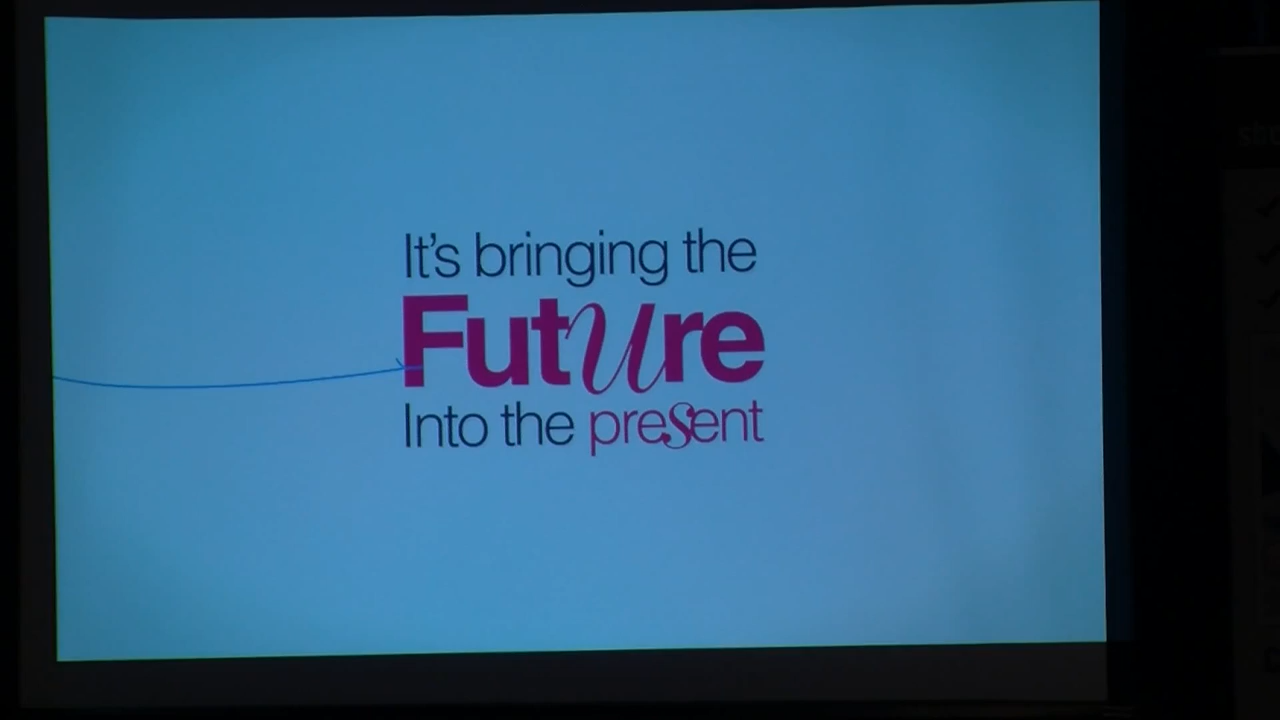 It's bringing the
Future
Into the present